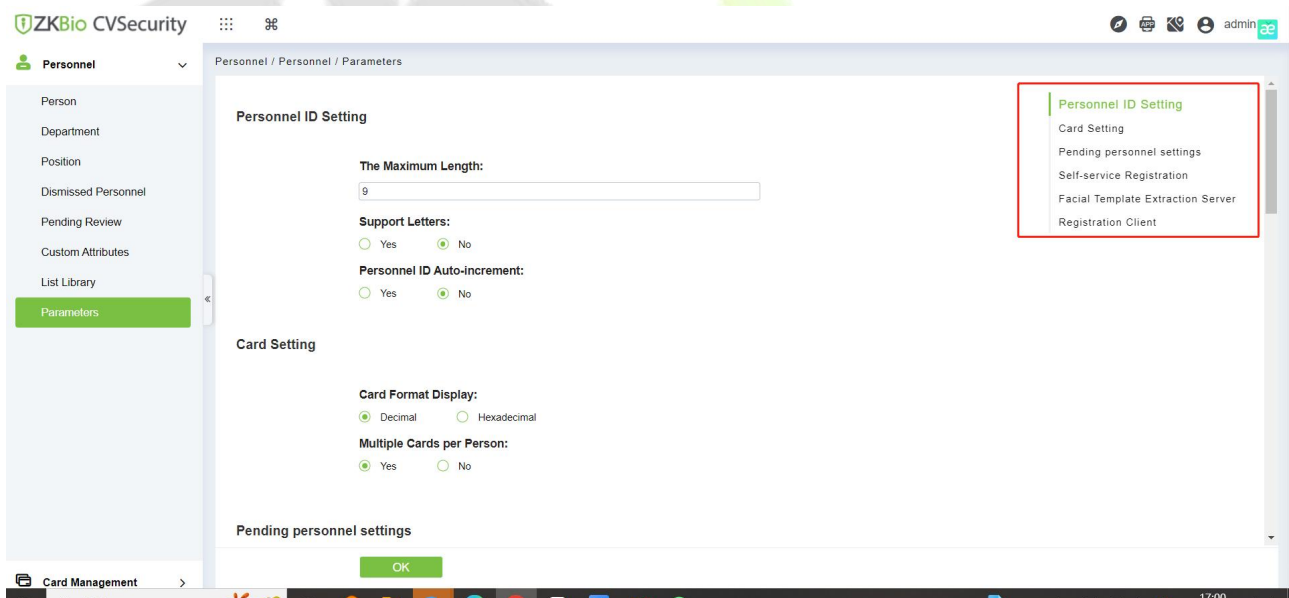 ZKBio CVSecurity
APP
admin
æ
Personnel
Personnel / Personnel / Parameters
Person
Department
Position
Dismissed Personnel
Pending Review
Custom Attributes
List Library
Parameters
Card Management
Personnel ID Setting
The Maximum Length:
9
Support Letters:
Yes No
Personnel ID Auto-increment:
Yes No
Card Setting
Card Format Display:
Decimal Hexadecimal
Multiple Cards per Person:
Yes No
Pending personnel settings
OK
Personnel ID Setting
Card Setting
Pending personnel settings
Self-service Registration
Facial Template Extraction Server
Registration Client
17:00